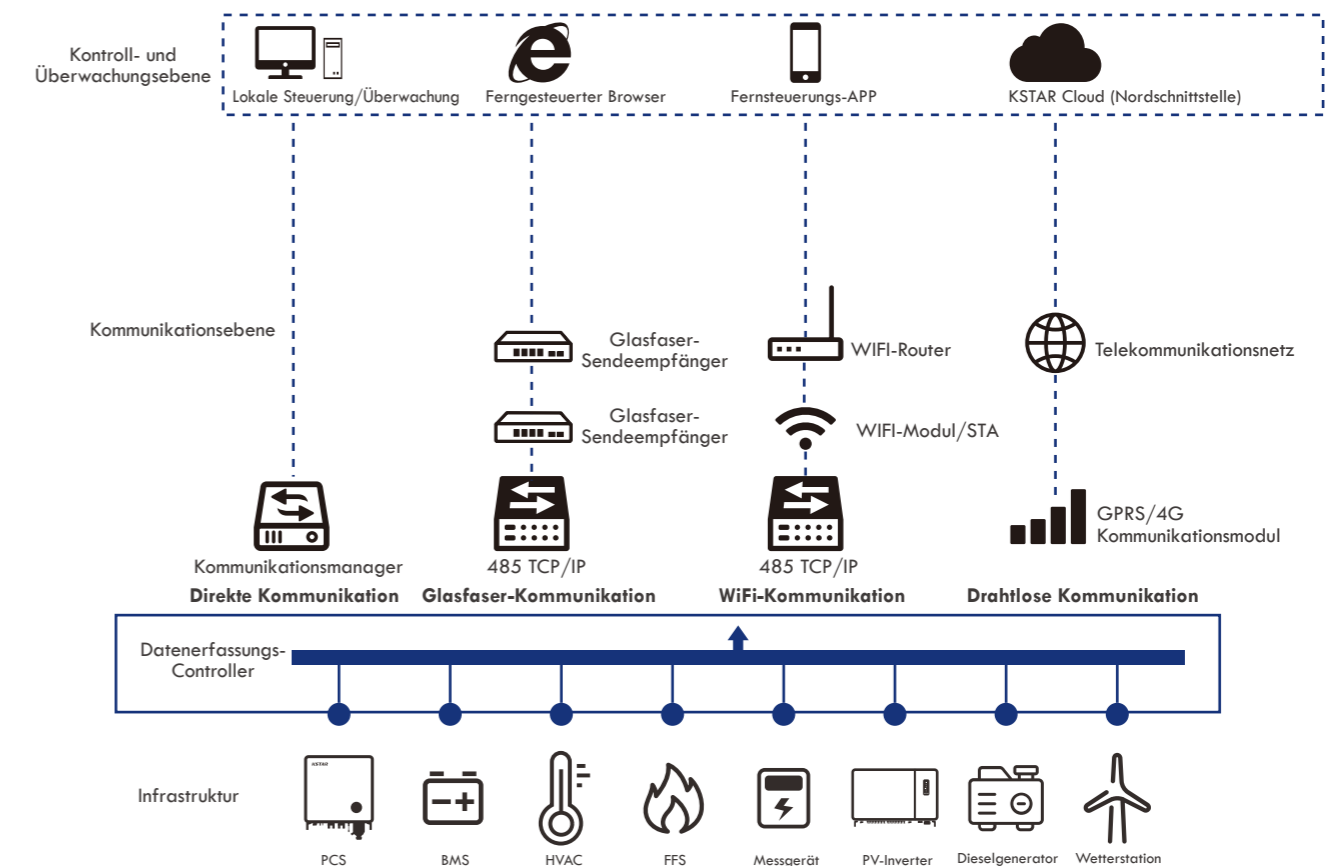 Kontroll- und
Überwachungsebene
Lokale Steuerung/Überwachung
Ferngesteuerter Browser
Fernsteuerungs-APP
KSTAR Cloud (Nordschnittstelle)
Kommunikationsebene
Glasfaser-
Sendeempfänger
WIFI-Router
Telekommunikationsnetz
Glasfaser-
Sendeempfänger
WIFI-Modul/STA
GPRS/4G
Kommunikationsmodul
Kommunikationsmanager
485 TCP/IP
485 TCP/IP
Direkte Kommunikation
Glasfaser-Kommunikation
WiFi-Kommunikation
Drahtlose Kommunikation
Datenerfassungs-
Controller
Infrastruktur
KSTAR
PCS
BMS
HVAC
FFS
Messgerät
PV-Inverter
Dieselgenerator
Wetterstation